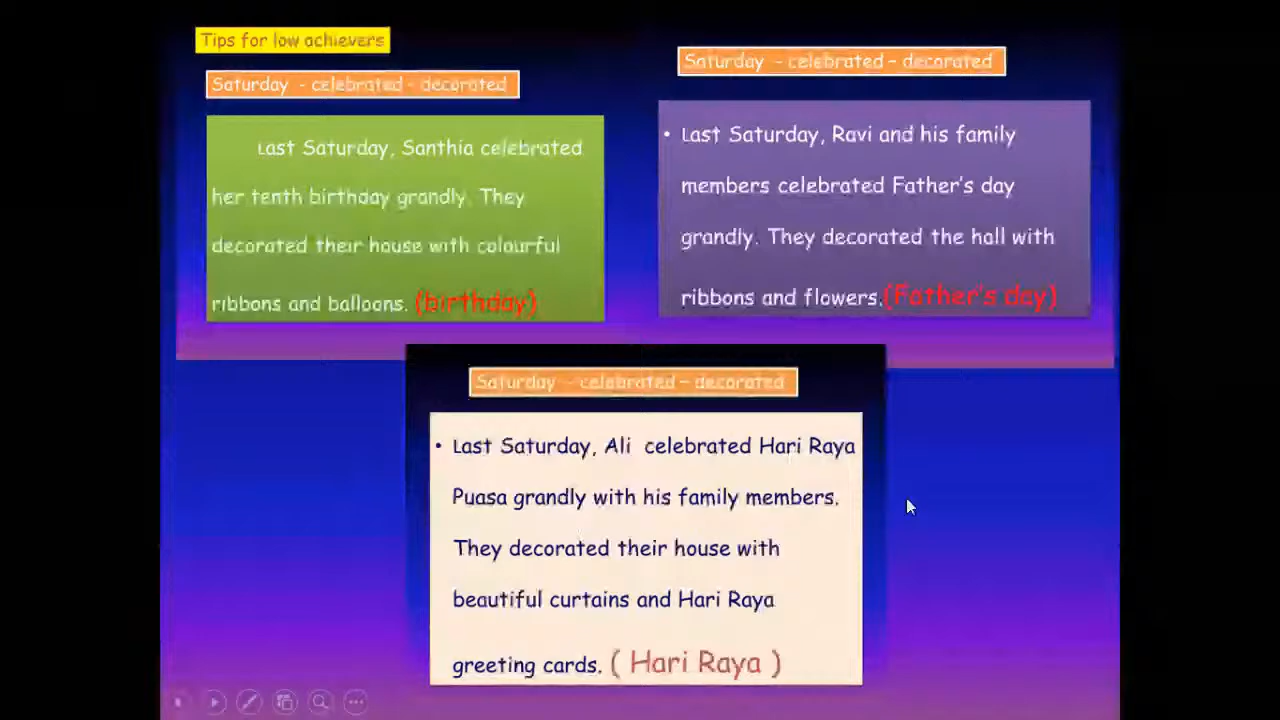 Tips for low achievers
Saturday - celebrated - decorated
Last Saturday, Santhia celebrated
her tenth birthday grandly. They
decorated their house with colourful
ribbons and balloons. (birthday)
Saturday - celebrated – decorated
• Last Saturday, Ravi and his family
members celebrated Father's day
grandly. They decorated the hall with
ribbons and flowers.(Father's day)
Saturday - celebrated – decorated
• Last Saturday, Ali celebrated Hari Raya
Puasa grandly with his family members.
They decorated their house with
beautiful curtains and Hari Raya
greeting cards. ( Hari Raya )